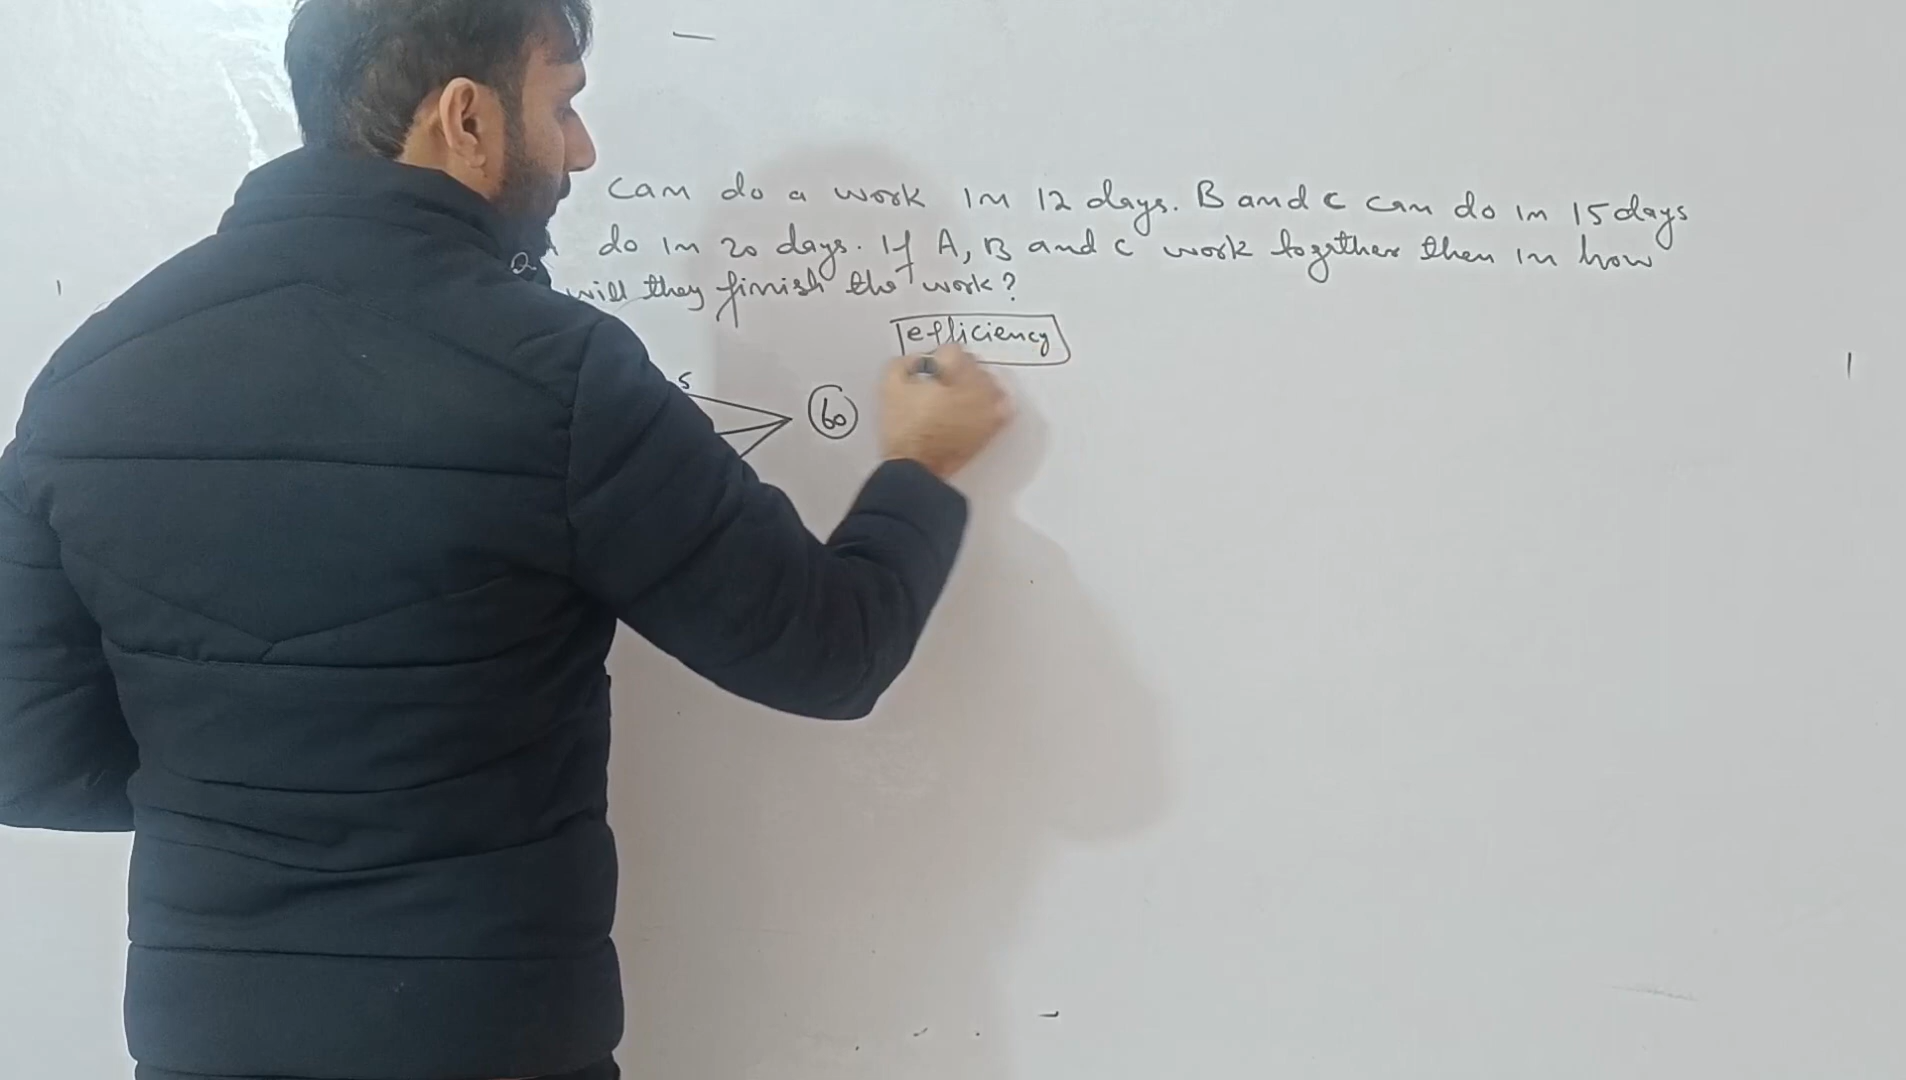 can do a work in 12 days. B and C can do in 15 days
do in 20 days. If A, B and C work together then in how
will they finish the work?
efficiency
5
60